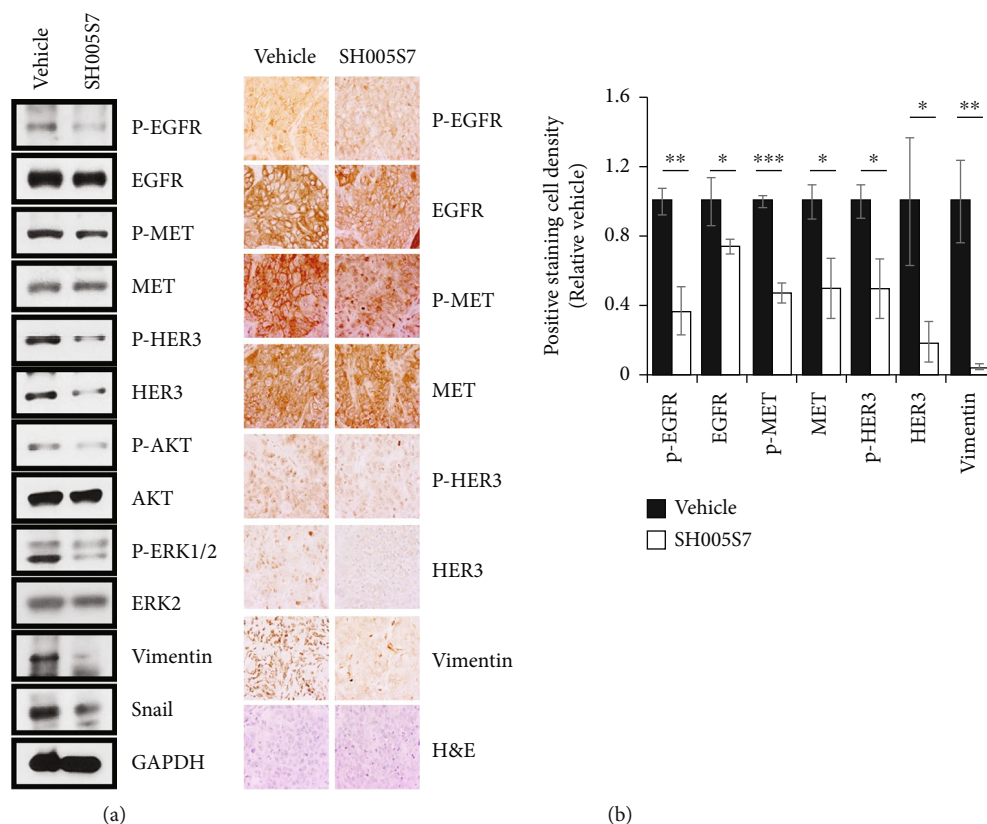 Vehicle
SH005S7
P-EGFR
EGFR
P-MET
MET
P-HER3
HER3
P-AKT
AKT
P-ERK1/2
ERK2
Vimentin
Snail
GAPDH
Vehicle SH005S7
P-EGFR
EGFR
P-MET
MET
P-HER3
HER3
Vimentin
H&E
(a)
Positive staining cell density
(Relative vehicle)
1.6
1.2
0.8
0.4
0
** * *** * * * **
p-EGFR
EGFR
p-MET
MET
p-HER3
HER3
Vimentin
Vehicle
SH005S7
(b)